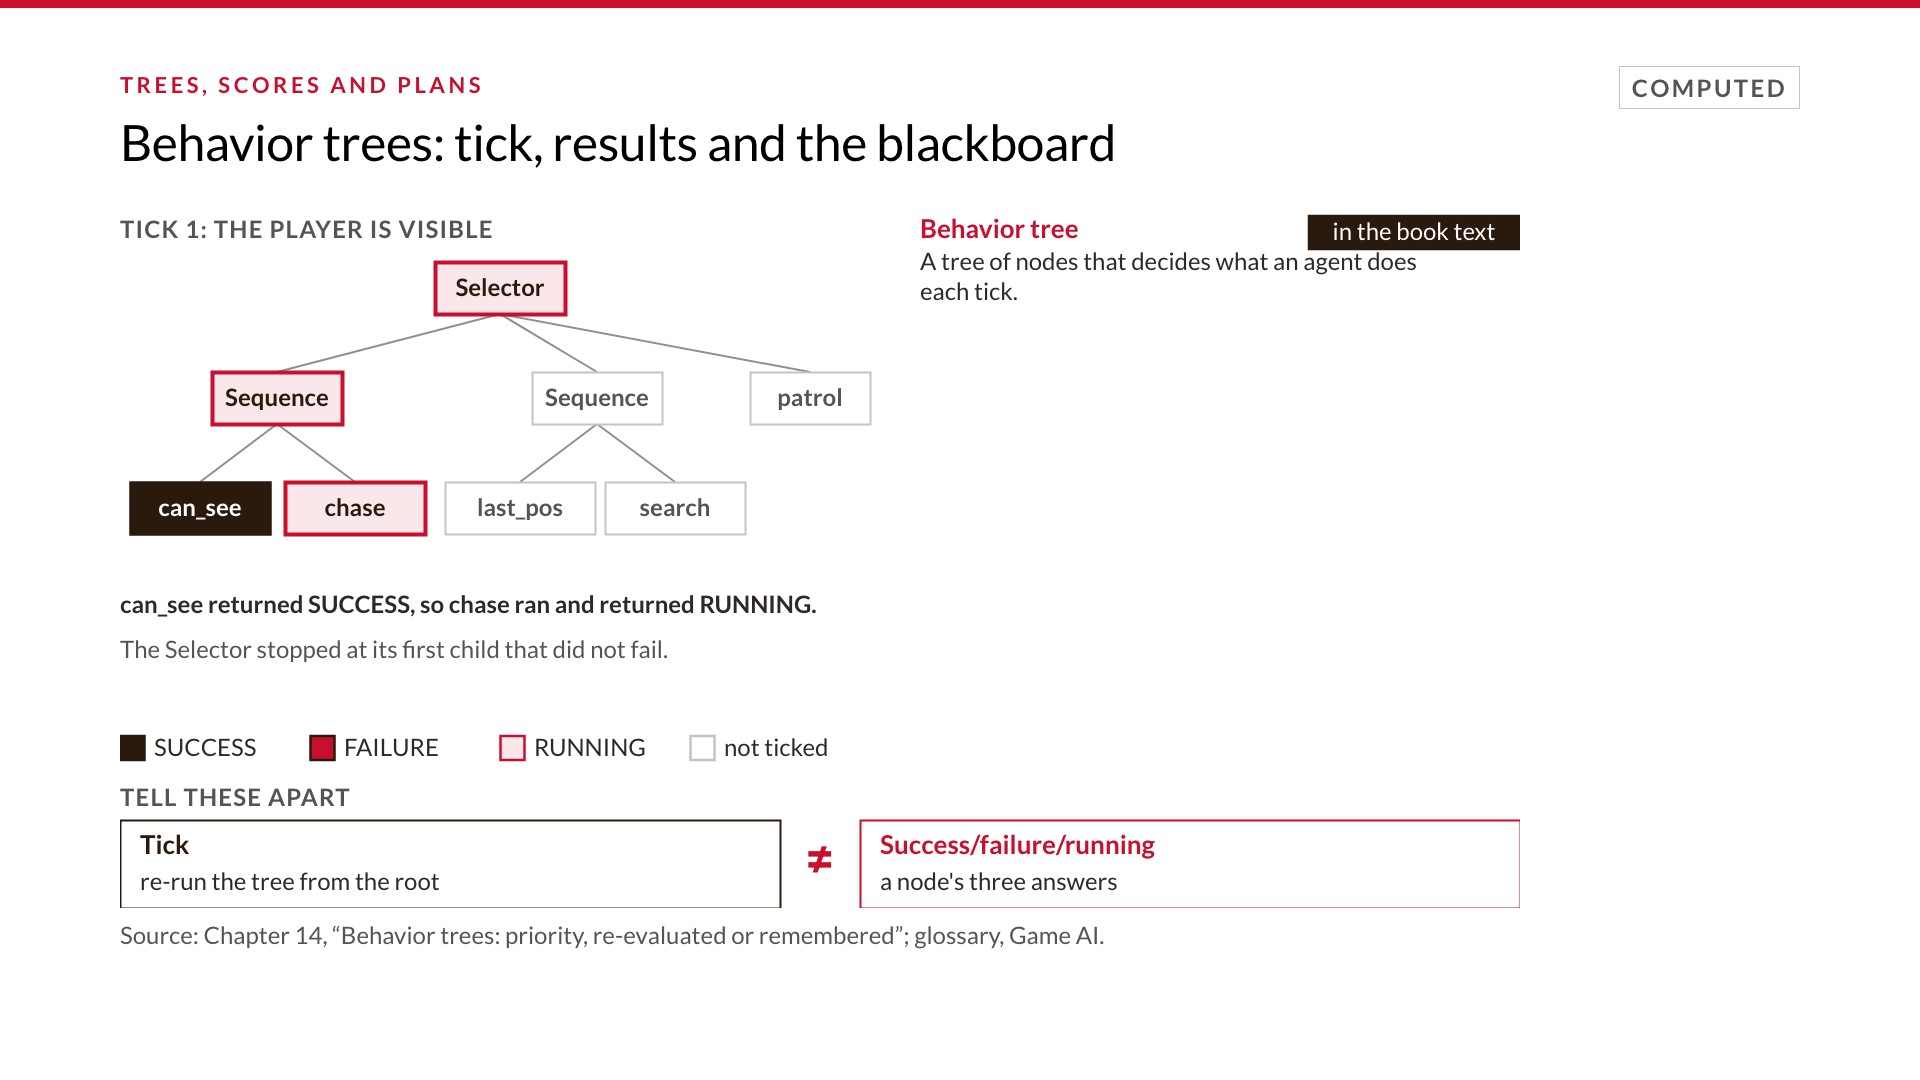 TREES, SCORES AND PLANS
COMPUTED
Behavior trees: tick, results and the blackboard
TICK 1: THE PLAYER IS VISIBLE
Selector
Sequence
Sequence
patrol
can_see
chase
last_pos
search
Behavior tree
in the book text
A tree of nodes that decides what an agent does
each tick.
can_see returned SUCCESS, so chase ran and returned RUNNING.
The Selector stopped at its first child that did not fail.
SUCCESS
FAILURE
RUNNING
not ticked
TELL THESE APART
Tick
re-run the tree from the root
≠
Success/failure/running
a node's three answers
Source: Chapter 14, “Behavior trees: priority, re-evaluated or remembered”; glossary, Game AI.